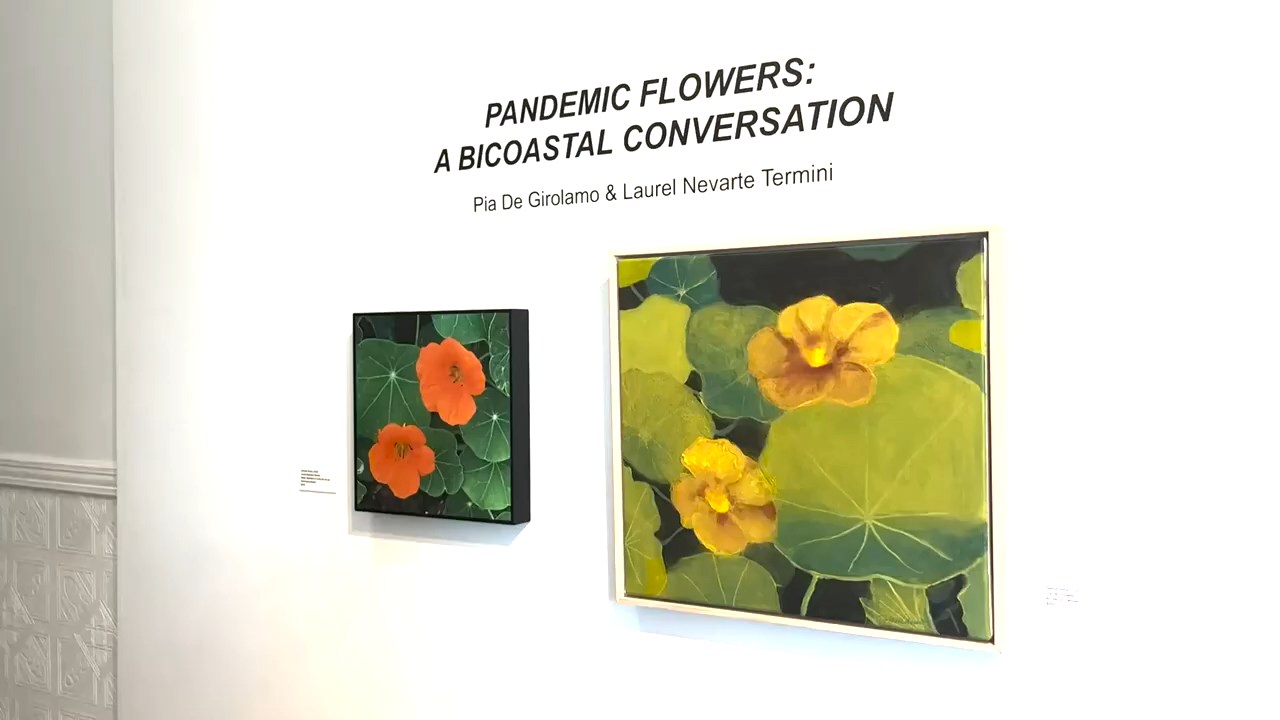 PANDEMIC FLOWERS:
A BICOASTAL CONVERSATION
Pia De Girolamo & Laurel Nevarte Termini